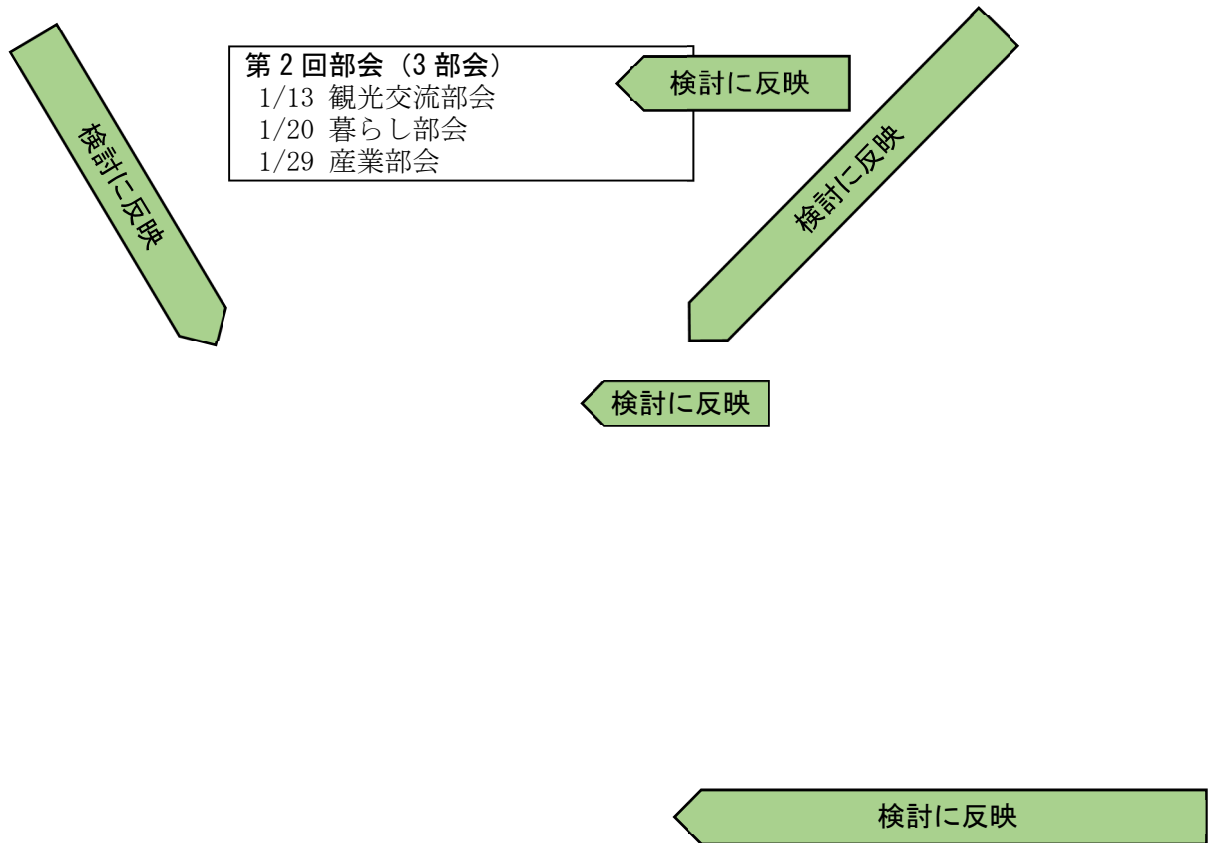 第2回部会（3部会）
1/13 観光交流部会
1/20 暮らし部会
1/29 産業部会
検討に反映
検討に反映
検討に反映
検討に反映
検討に反映